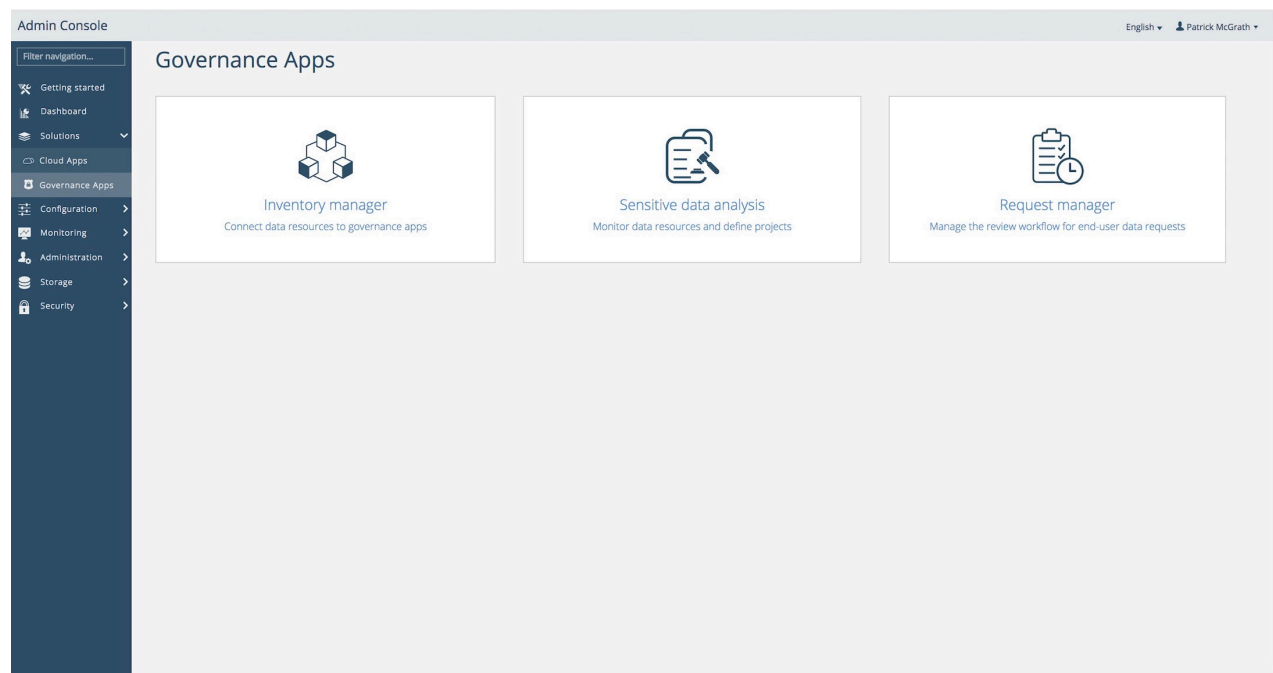 Admin Console
English
Patrick McGrath
Filter navigation...
Getting started
Dashboard
Solutions
Cloud Apps
Governance Apps
Configuration
Monitoring
Administration
Storage
Security
Governance Apps
Inventory manager
Connect data resources to governance apps
Sensitive data analysis
Monitor data resources and define projects
Request manager
Manage the review workflow for end-user data requests